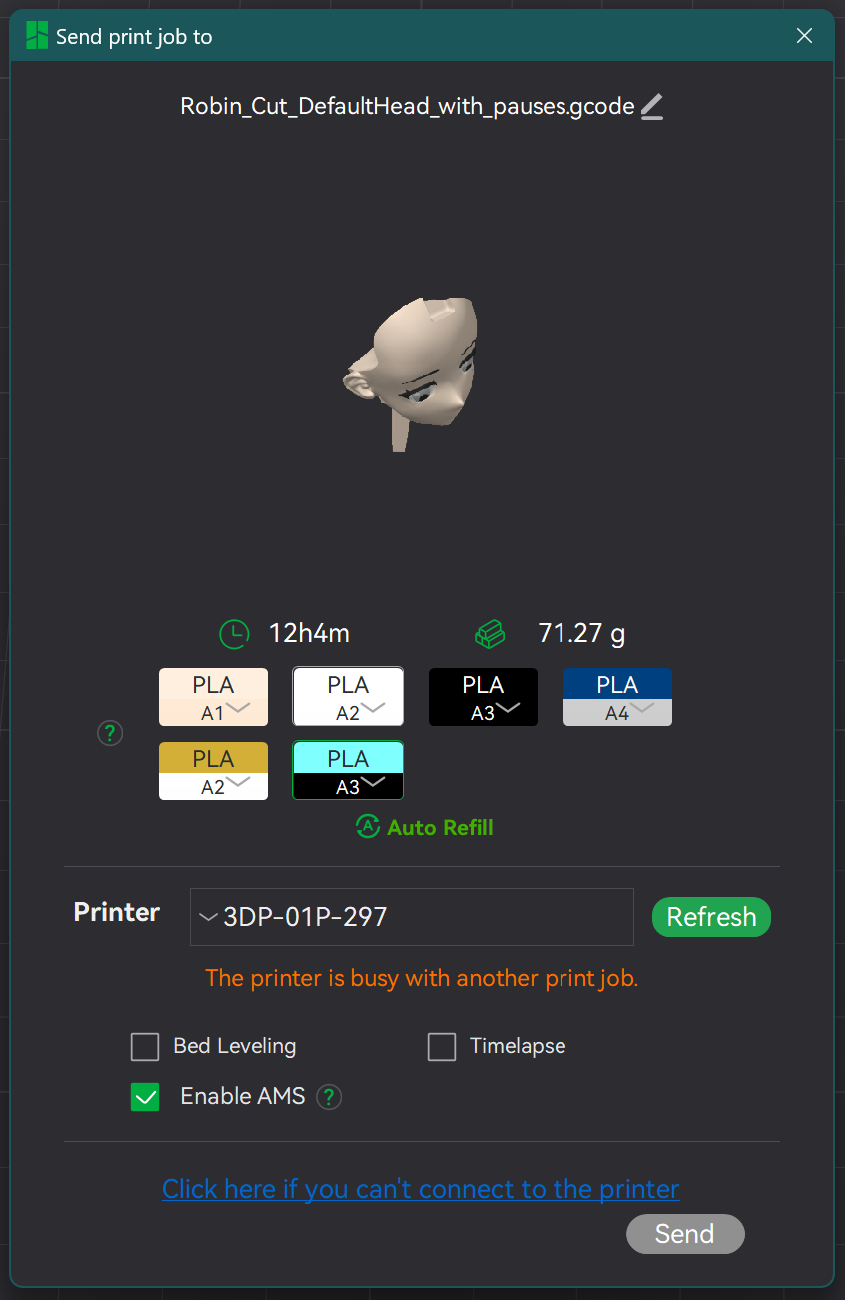 Send print job to
Robin_Cut_DefaultHead_with_pauses.gcode
12h4m 71.27 g
PLA PLA PLA PLA
A1 A2 A3 A4
?
PLA PLA
A2 A3
A Auto Refill
Printer 3DP-01P-297 Refresh
The printer is busy with another print job.
Bed Leveling Timelapse
Enable AMS ?
Click here if you can't connect to the printer
Send